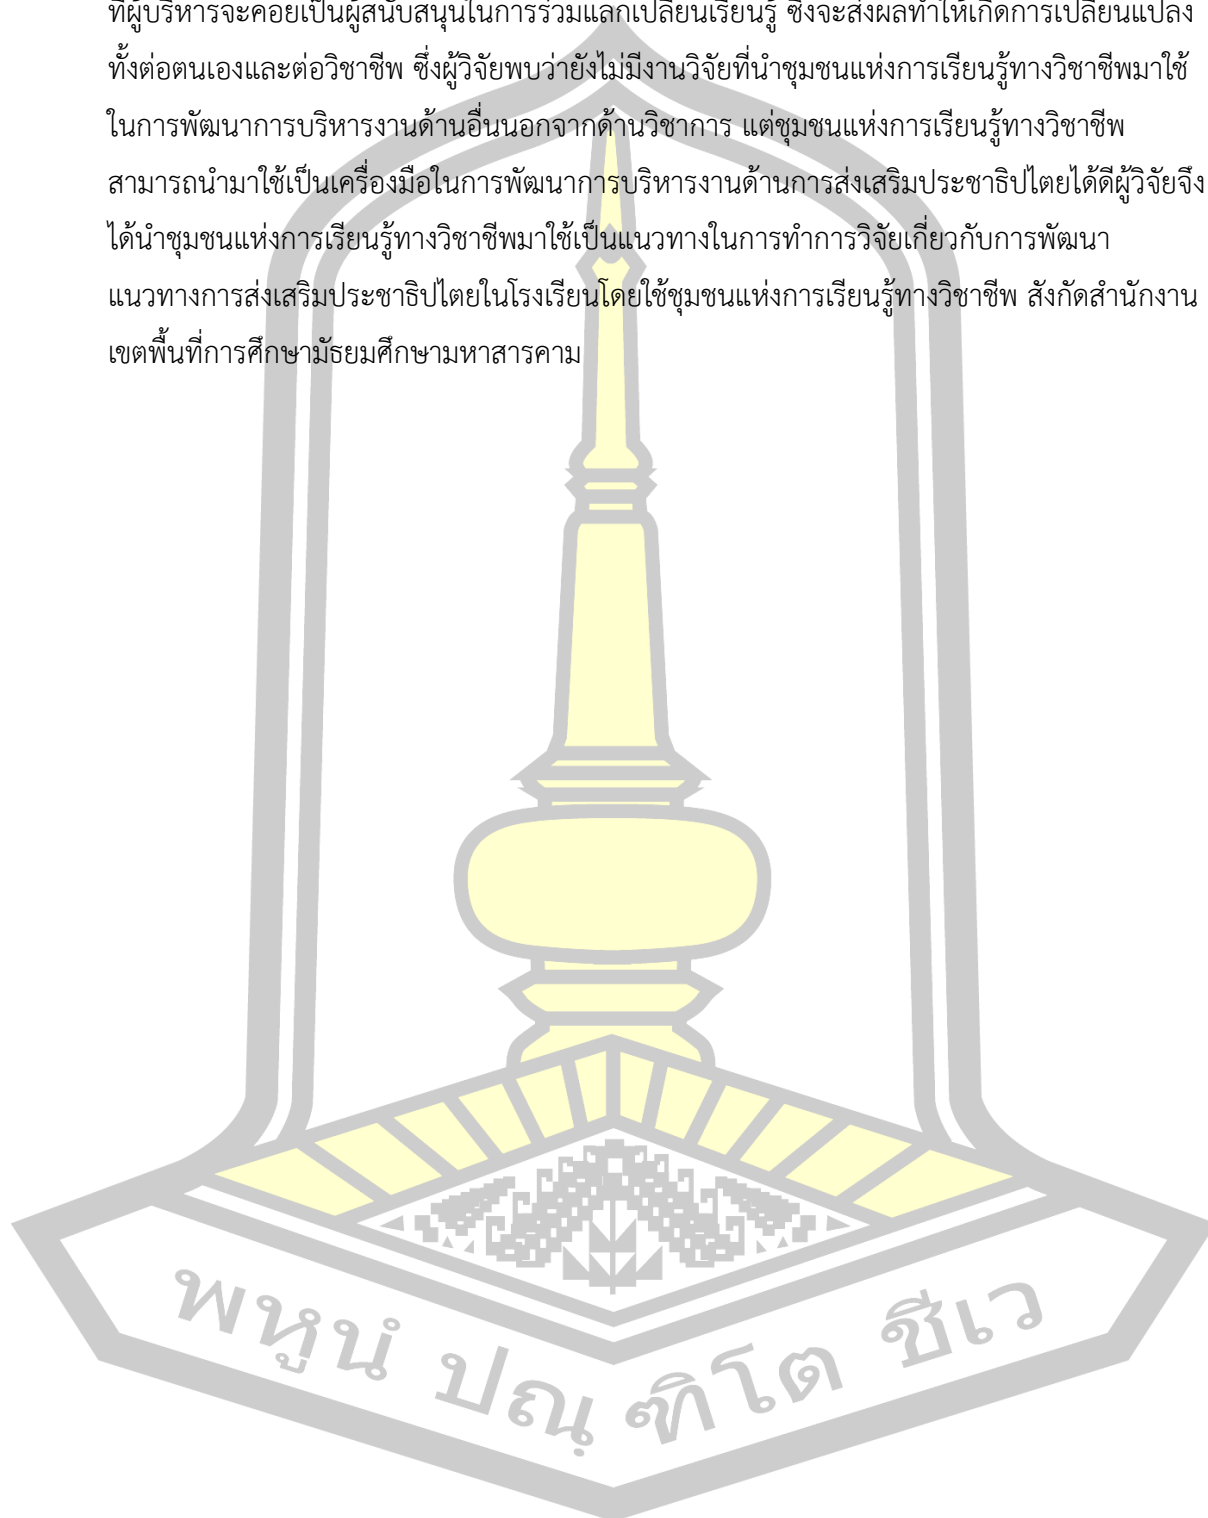 ที่ผู้บริหารจะคอยเป็นผู้สนับสนุนในการร่วมแลกเปลี่ยนเรียนรู้ ซึ่งจะส่งผลทำให้เกิดการเปลี่ยนแปลง
ทั้งต่อตนเองและต่อวิชาชีพ ซึ่งผู้วิจัยพบว่ายังไม่มีงานวิจัยที่นำชุมชนแห่งการเรียนรู้ทางวิชาชีพมาใช้
ในการพัฒนาการบริหารงานด้านอื่นนอกจากด้านวิชาการ แต่ชุมชนแห่งการเรียนรู้ทางวิชาชีพ
สามารถนำมาใช้เป็นเครื่องมือในการพัฒนาการบริหารงานด้านการส่งเสริมประชาธิปไตยได้ดีผู้วิจัยจึง
ได้นำชุมชนแห่งการเรียนรู้ทางวิชาชีพมาใช้เป็นแนวทางในการทำการวิจัยเกี่ยวกับการพัฒนา
แนวทางการส่งเสริมประชาธิปไตยในโรงเรียนโดยใช้ชุมชนแห่งการเรียนรู้ทางวิชาชีพ สังกัดสำนักงาน
เขตพื้นที่การศึกษามัธยมศึกษามหาสารคาม
พหูนํ ปณฺฑิโต ชีเว